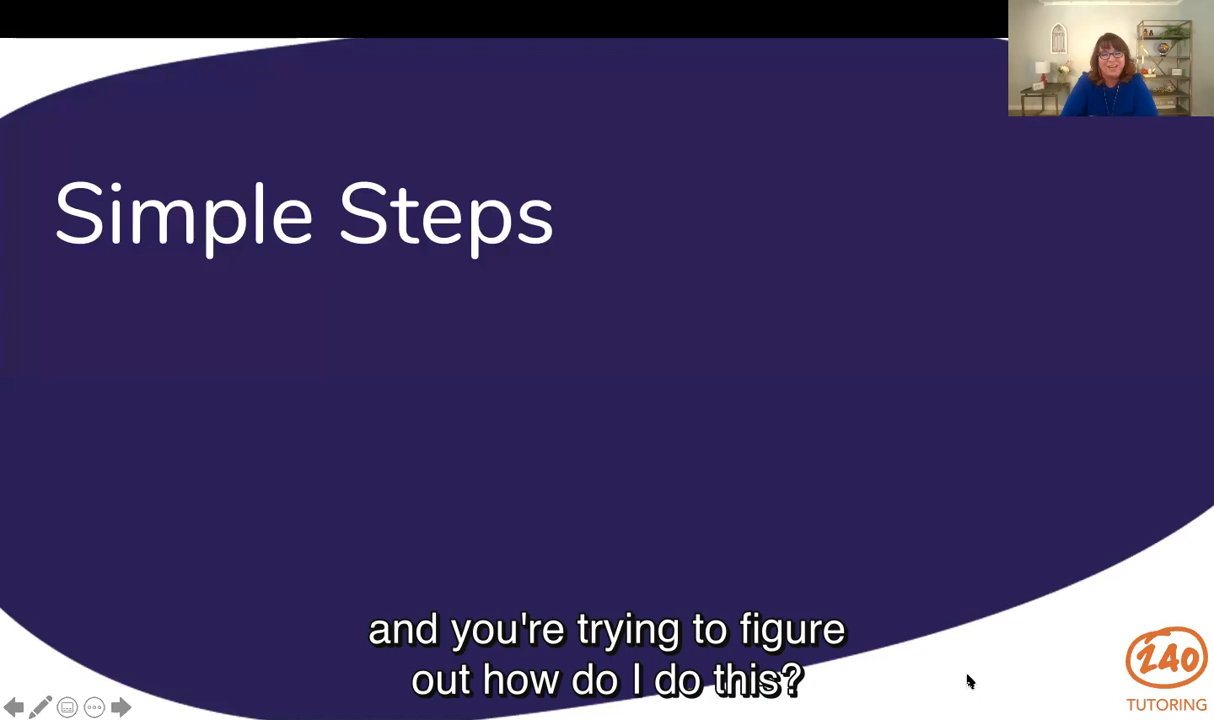 Simple Steps
and you're trying to figure
out how do I do this?
240
TUTORING